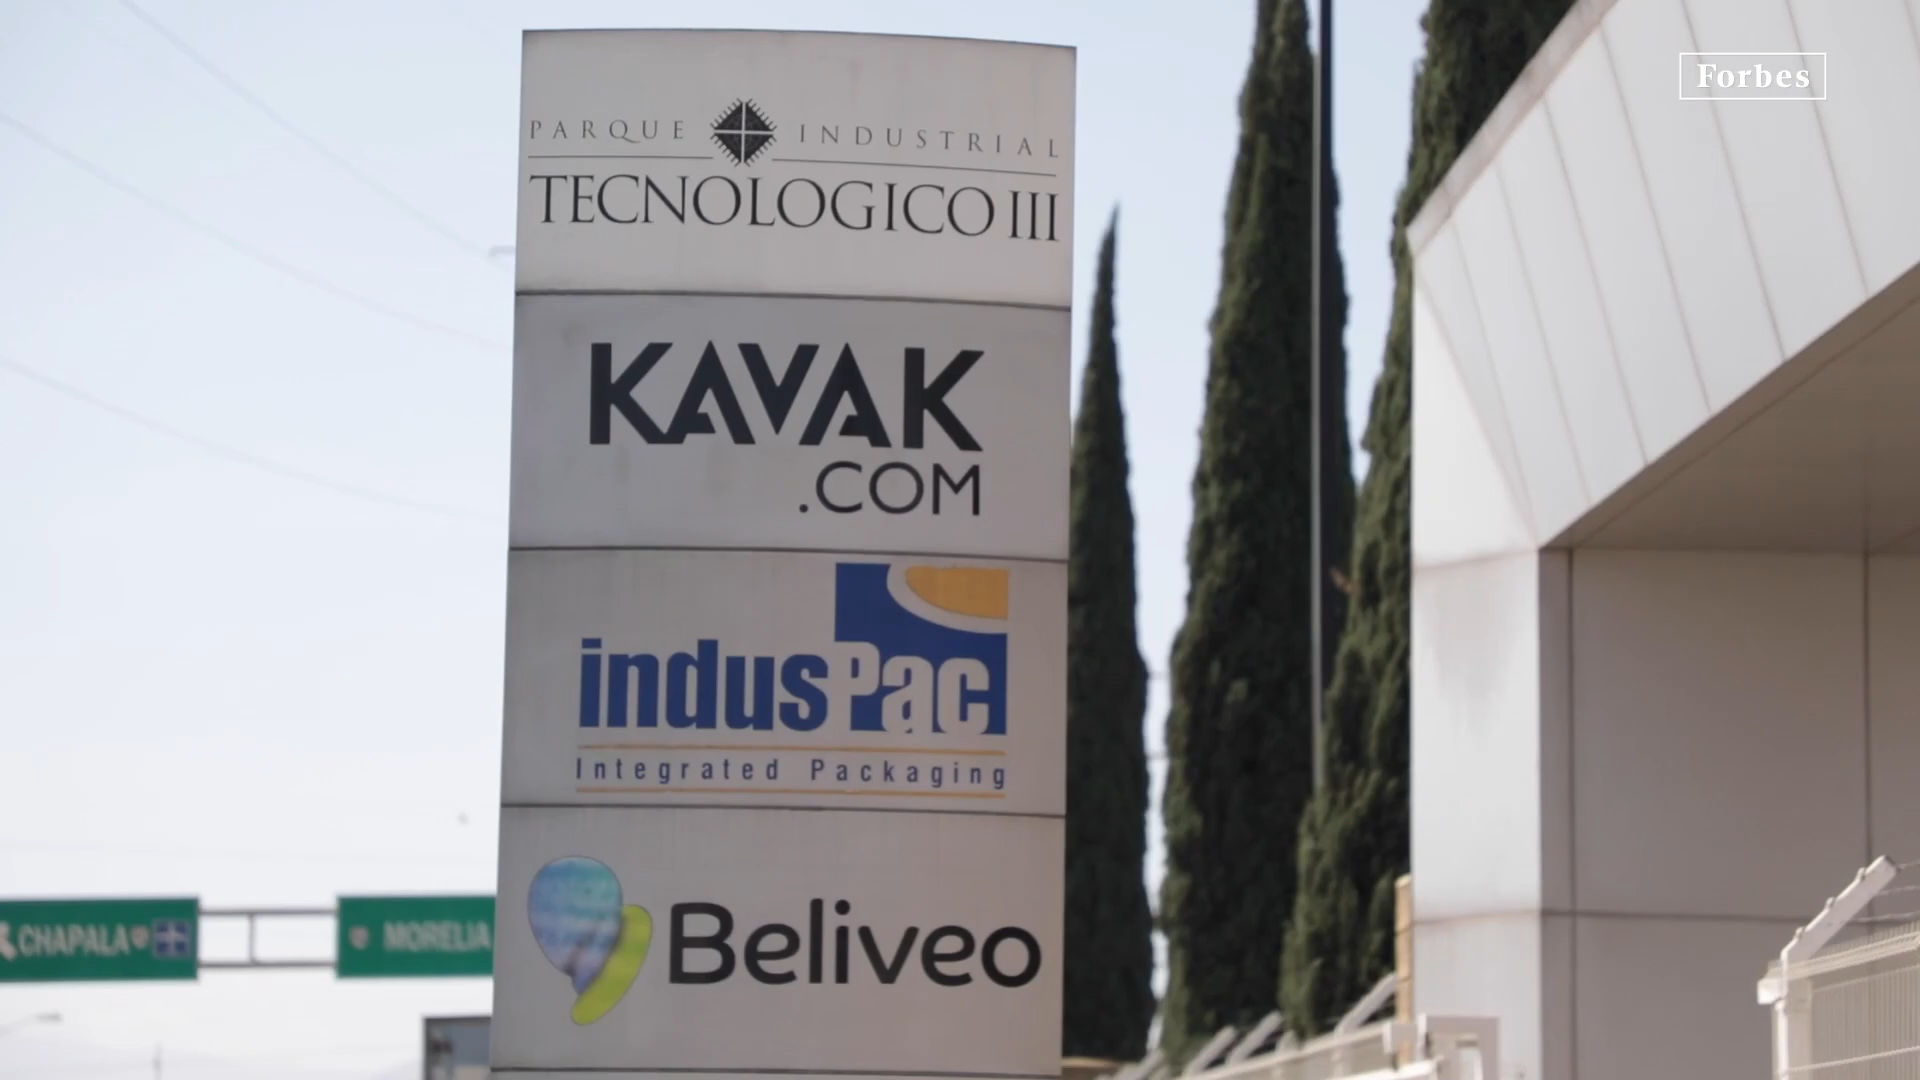 Forbes
PARQUE INDUSTRIAL
TECNOLOGICO III
KAVAK
.COM
indusPac
Integrated Packaging
Beliveo
CHAPALA
MORELIA